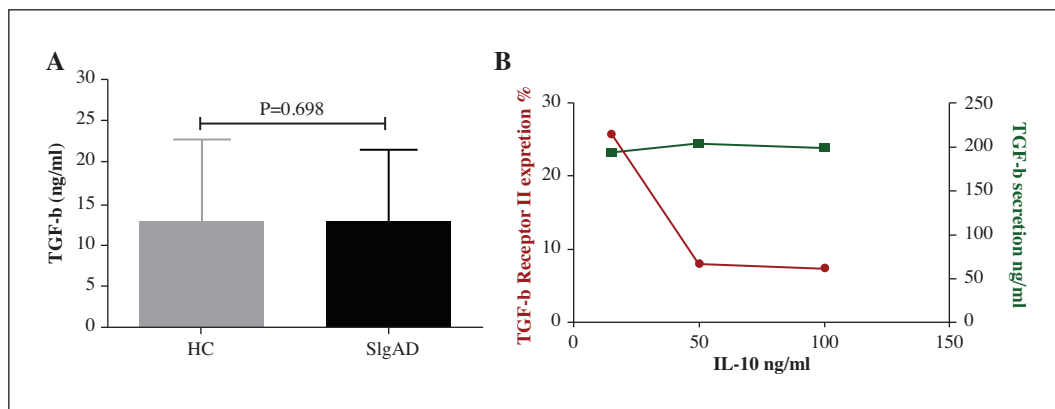 A
TGF-b (ng/ml)
30
25
20
15
10
5
0
P=0.698
HC
SIgAD
B
TGF-b Receptor II expretion %
30
20
10
0
TGF-b secretion ng/ml
250
200
150
100
50
0
0
50
100
150
IL-10 ng/ml